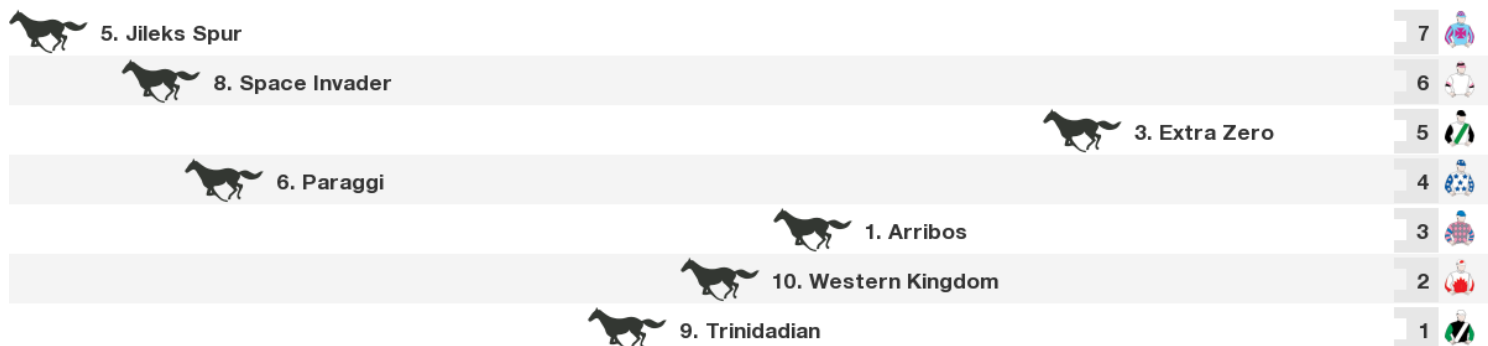 5. Jileks Spur 7
8. Space Invader 6
3. Extra Zero 5
6. Paraggi 4
1. Arribos 3
10. Western Kingdom 2
9. Trinidadian 1